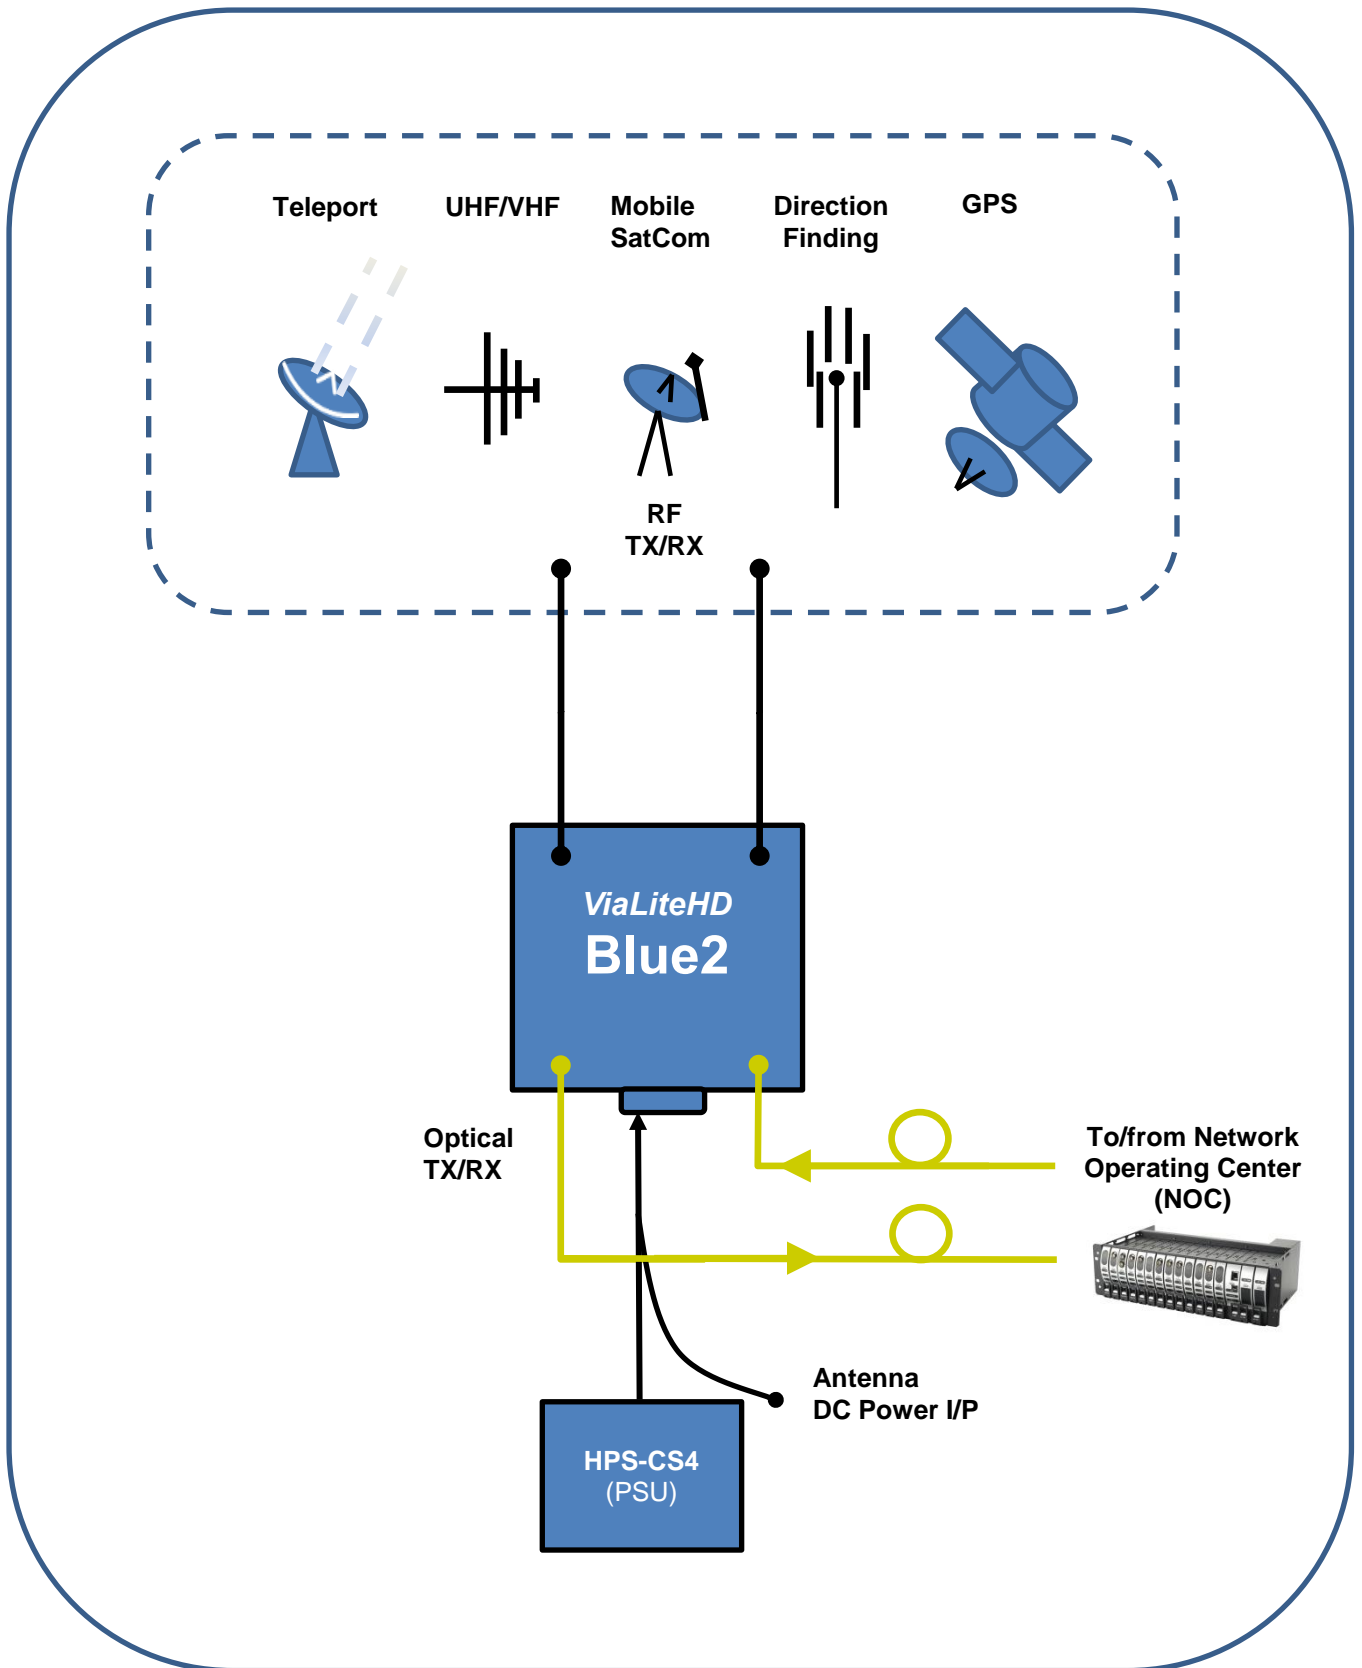 Teleport
UHF/VHF
Mobile
SatCom
Direction
Finding
GPS
RF
TX/RX
ViaLiteHD
Blue2
Optical
TX/RX
To/from Network
Operating Center
(NOC)
Antenna
DC Power I/P
HPS-CS4
(PSU)